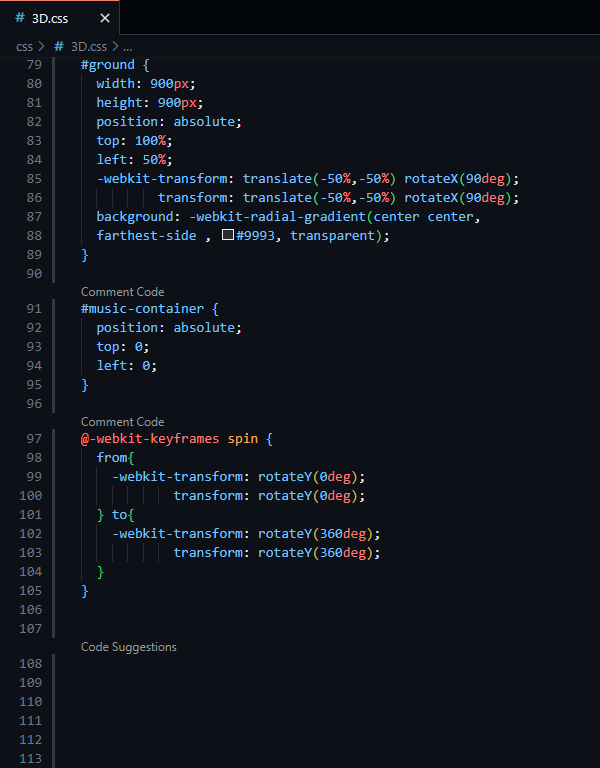 # 3D.css ×
css > # 3D.css > ...
79 #ground {
80 width: 900px;
81 height: 900px;
82 position: absolute;
83 top: 100%;
84 left: 50%;
85 -webkit-transform: translate(-50%,-50%) rotateX(90deg);
86 transform: translate(-50%,-50%) rotateX(90deg);
87 background: -webkit-radial-gradient(center center,
88 farthest-side , #9993, transparent);
89 }
90
Comment Code
91 #music-container {
92 position: absolute;
93 top: 0;
94 left: 0;
95 }
96
Comment Code
97 @-webkit-keyframes spin {
98 from{
99 -webkit-transform: rotateY(0deg);
100 transform: rotateY(0deg);
101 } to{
102 -webkit-transform: rotateY(360deg);
103 transform: rotateY(360deg);
104 }
105 }
106
107
Code Suggestions
108
109
110
111
112
113